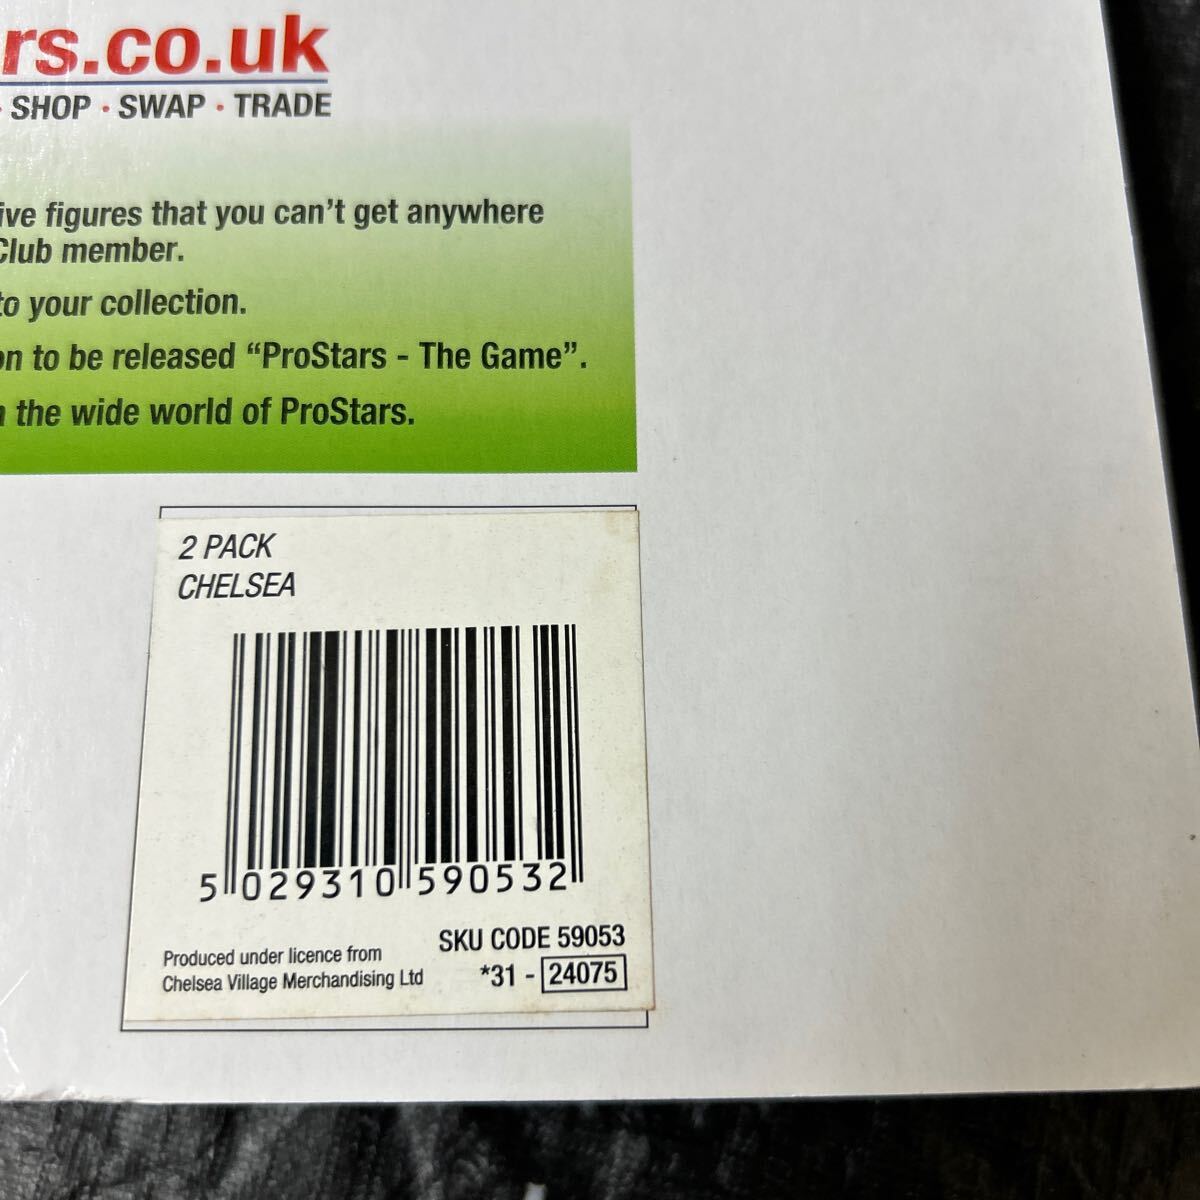 rs.co.uk
· SHOP · SWAP · TRADE
ive figures that you can't get anywhere
Club member.
to your collection.
on to be released “ProStars - The Game”.
the wide world of ProStars.
2 PACK
CHELSEA
5 029310 590532
SKU CODE 59053
Produced under licence from
Chelsea Village Merchandising Ltd
*31 - 24075